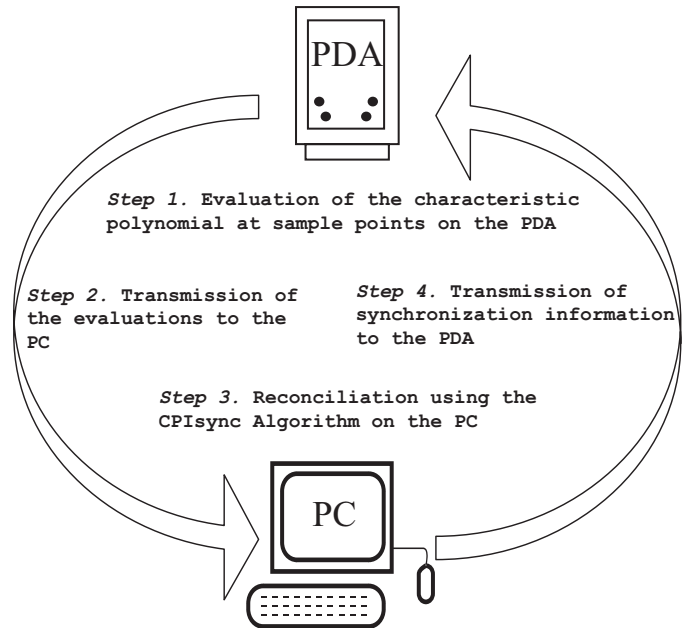 PDA
Step 1. Evaluation of the characteristic
polynomial at sample points on the PDA
Step 2. Transmission of
the evaluations to the
PC
Step 4. Transmission of
synchronization information
to the PDA
Step 3. Reconciliation using the
CPIsync Algorithm on the PC
PC